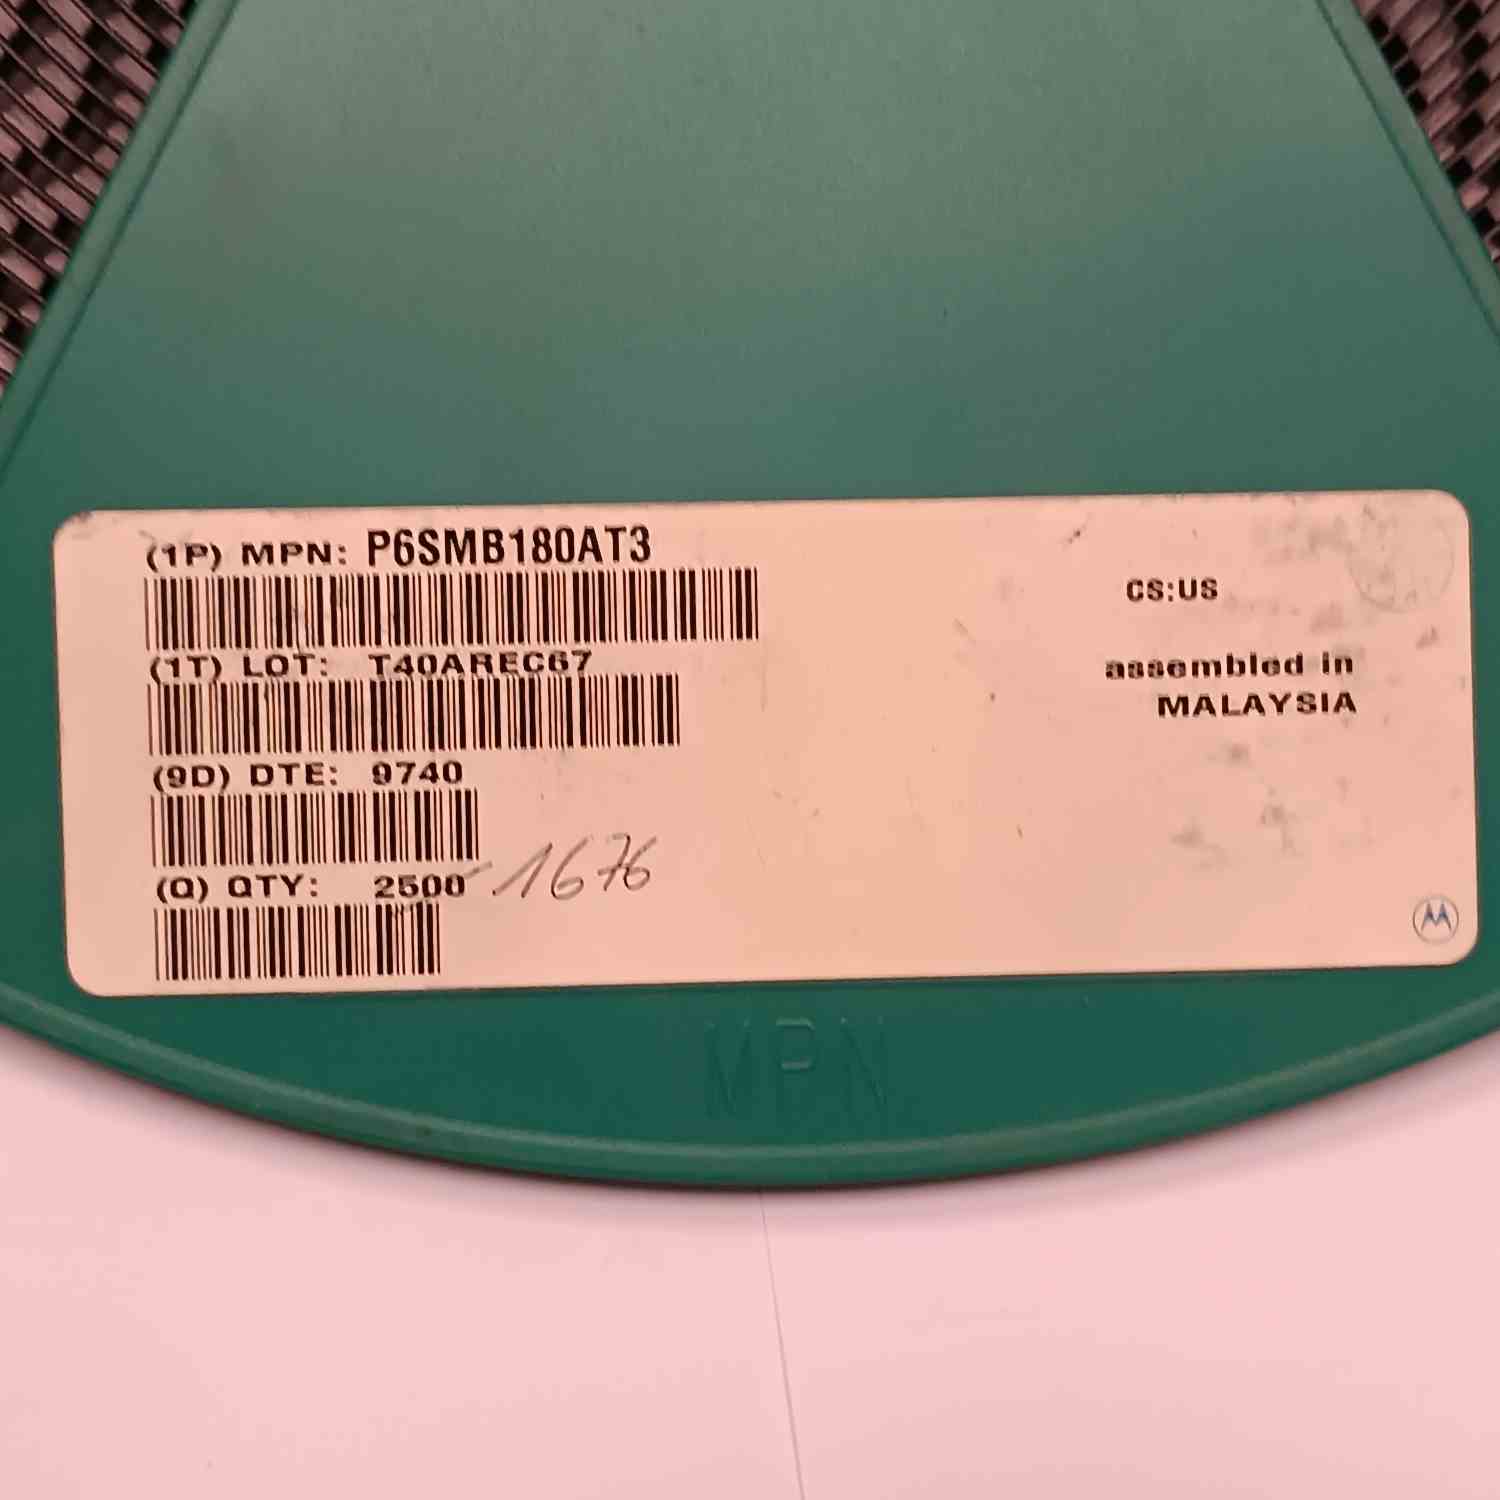 (1P) MPN: P6SMB180AT3
CS:US
(1T) LOT: T40AREC67
assembled in
MALAYSIA
(9D) DTE: 9740
(Q) QTY: 2500 1676
MPN